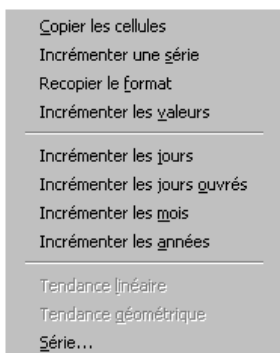 Copier les cellules
Incrémenter une série
Recopier le format
Incrémenter les valeurs
Incrémenter les jours
Incrémenter les jours ouvrés
Incrémenter les mois
Incrémenter les années
Tendance linéaire
Tendance géométrique
Série...